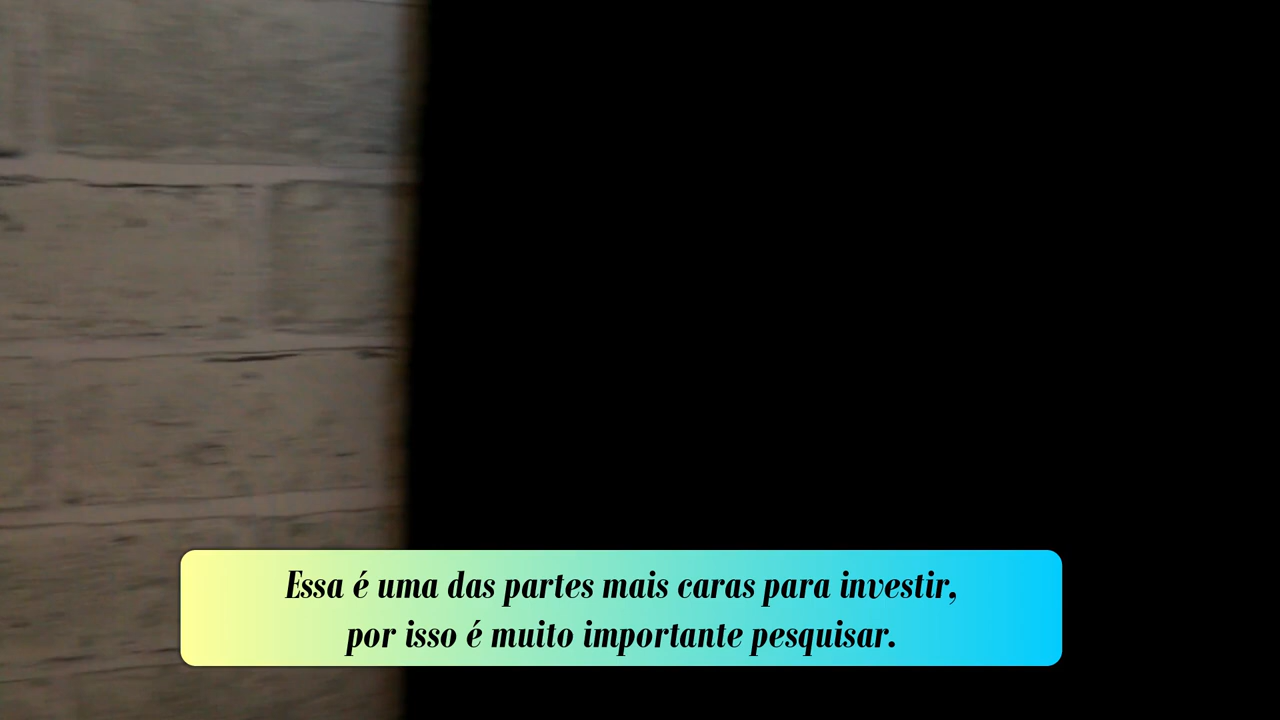 Essa é uma das partes mais caras para investir,
por isso é muito importante pesquisar.